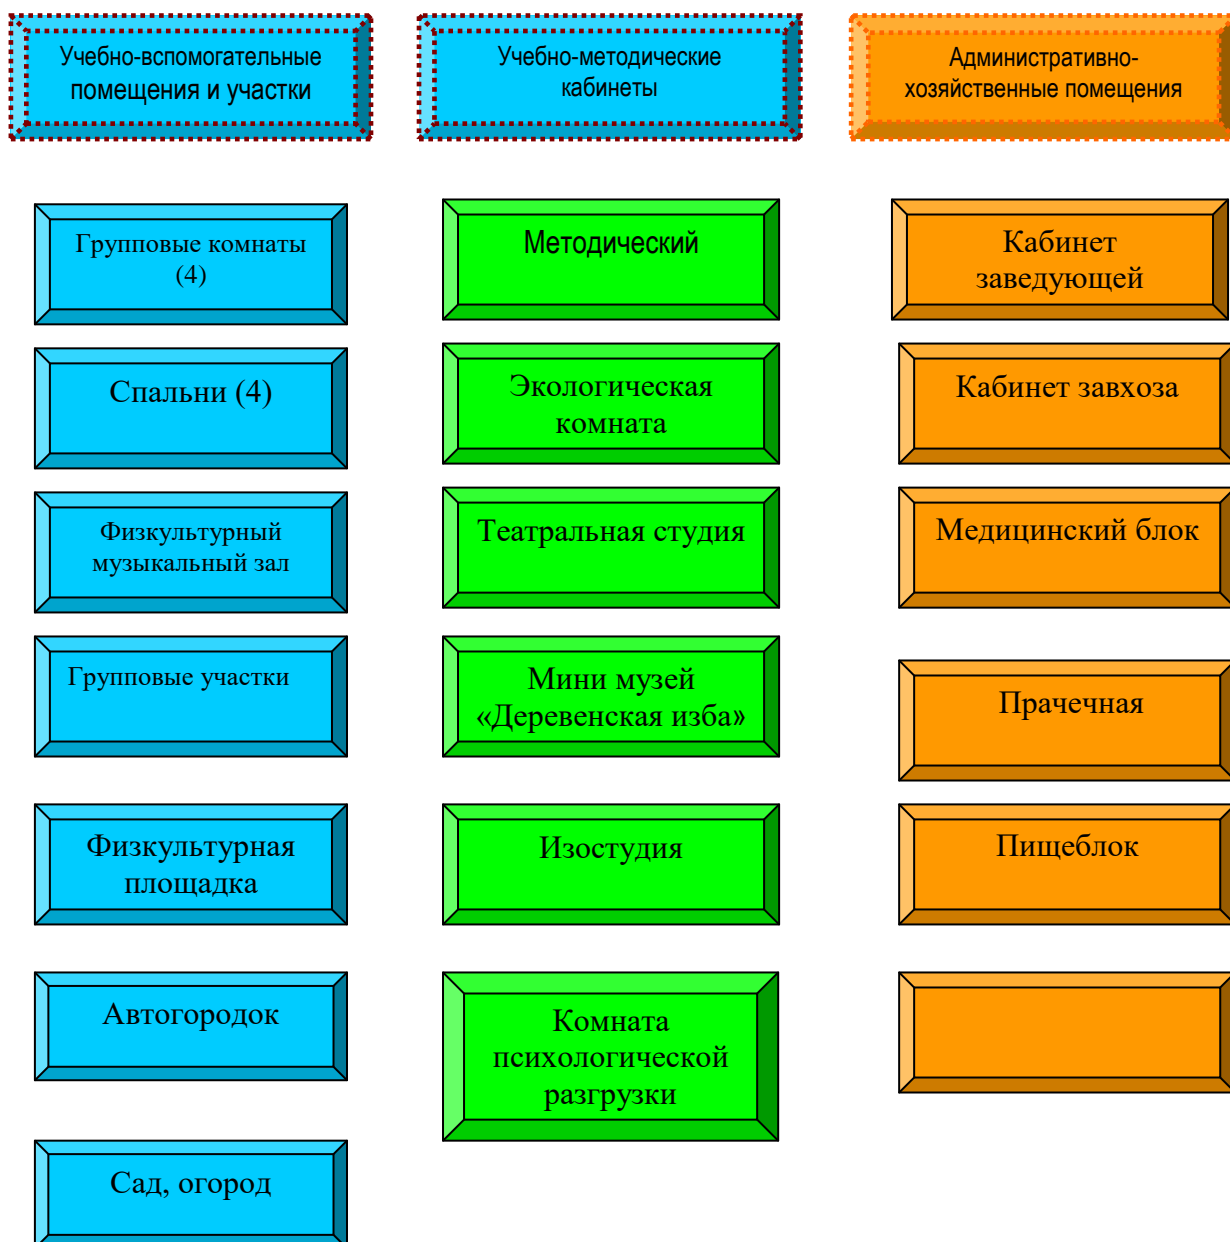 Учебно-вспомогательные
помещения и участки
Учебно-методические
кабинеты
Административно-
хозяйственные помещения
Групповые комнаты
(4)
Методический
Кабинет
заведующей
Спальни (4)
Экологическая
комната
Кабинет завхоза
Физкультурный
музыкальный зал
Театральная студия
Медицинский блок
Групповые участки
Мини музей
«Деревенская изба»
Прачечная
Физкультурная
площадка
Изостудия
Пищеблок
Автогородок
Комната
психологической
разгрузки
Сад, огород